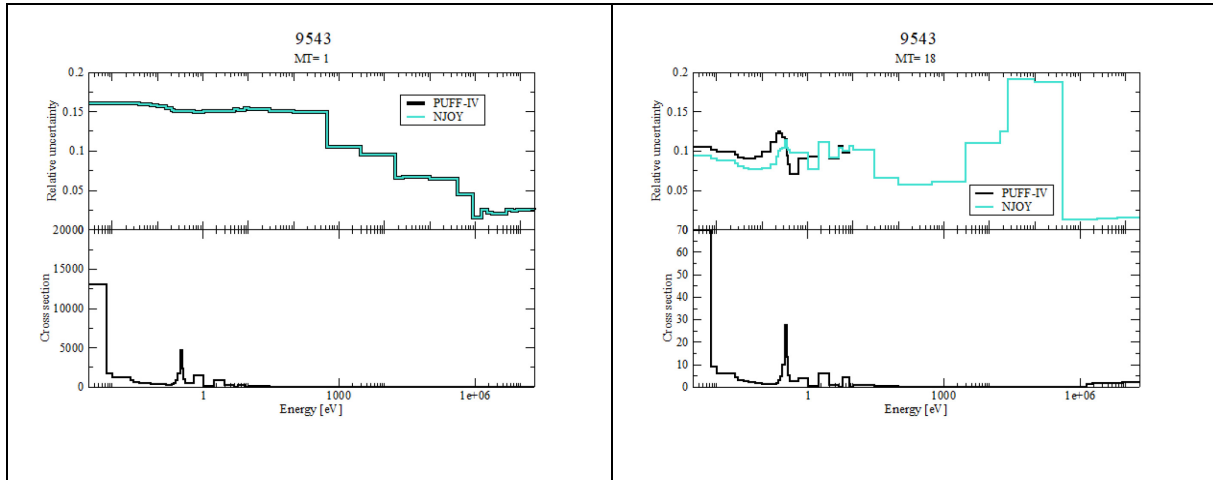 9543
MT= 1
0.2
0.15
0.1
0.05
Relative uncertainty
PUFF-IV
NJOY
20000
15000
10000
5000
0
Cross section
1
1000
1e+06
Energy [eV]
9543
MT= 18
0.2
0.15
0.1
0.05
Relative uncertainty
PUFF-IV
NJOY
70
60
50
40
30
20
10
0
Cross section
1
1000
1e+06
Energy [eV]